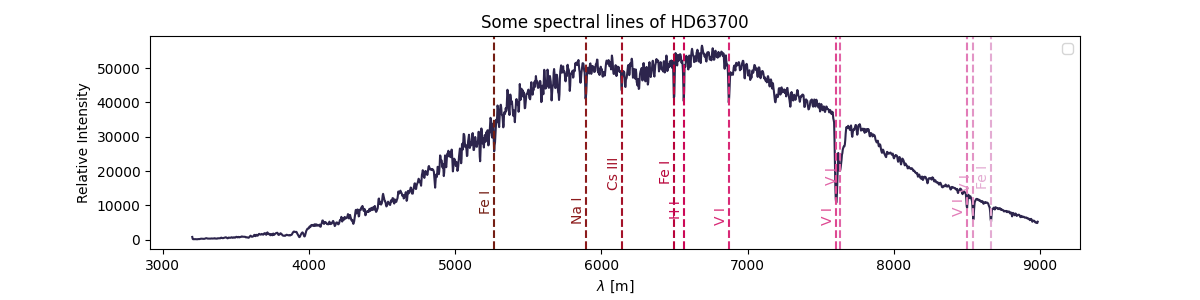 Some spectral lines of HD63700
Relative Intensity
50000
40000
30000
20000
10000
0
Fe I
Na I
Cs III
Fe I
H I
V I
V I
V I
V I
V I
Fe I
3000 4000 5000 6000 7000 8000 9000
λ [m]